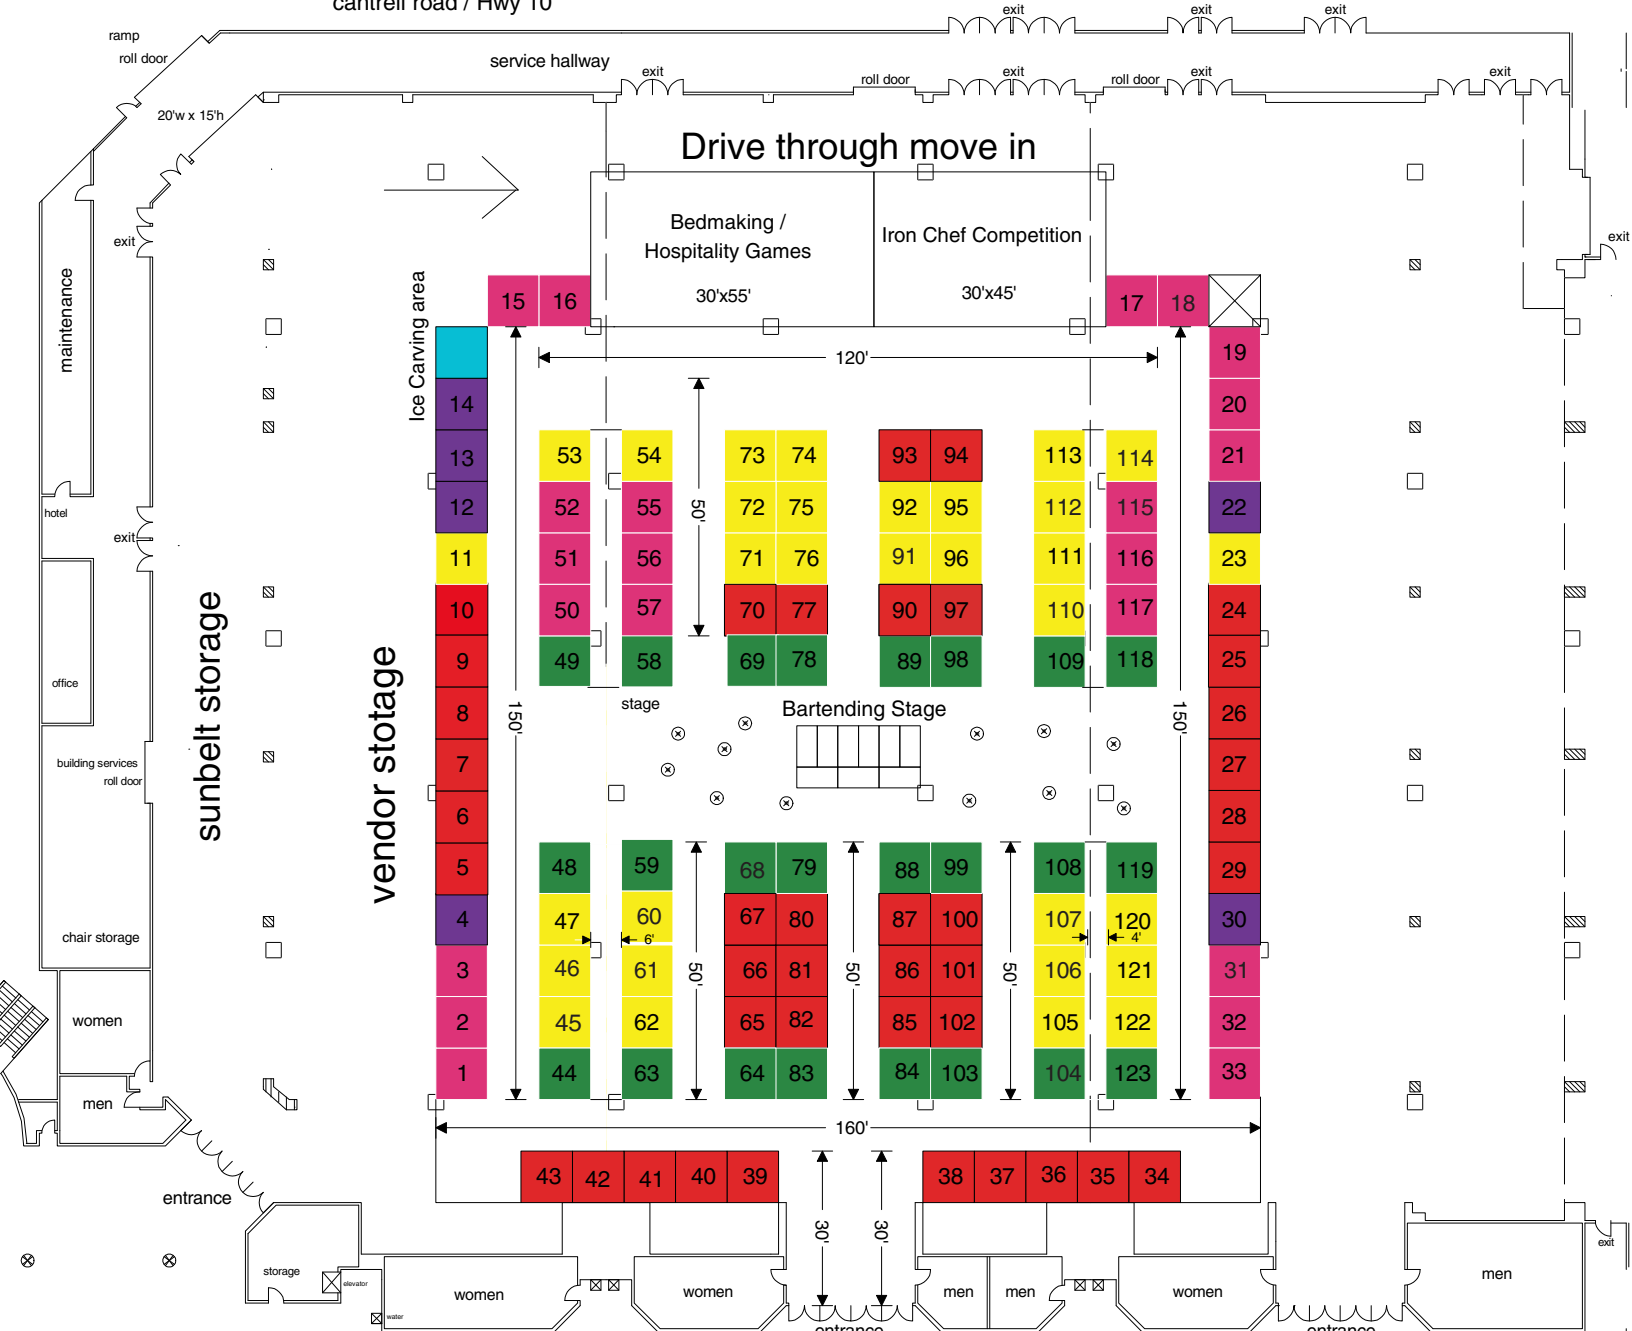 cantrell road / Hwy 10
exit
exit
exit
ramp
roll door
service hallway
exit
roll door
exit
roll door
exit
exit
20'w x 15'h
Drive through move in
exit
exit
Bedmaking /
Hospitality Games
30'x55'
Iron Chef Competition
30'x45'
maintenance
Ice Carving area
15 16
17 18
120'
19
14 20
53 54 73 74 93 94 113 114
13 21
52 55 72 75 92 95 112 115
12 22
50'
hotel
exit
51 56 71 76 91 96 111 116
11 23
50 57 70 77 90 97 110 117
10 24
49 58 69 78 89 98 109 118
9 25
office
stage
Bartending Stage
150'
150'
8 26
sunbelt storage
vendor stotage
building services
roll door
7 27
6 28
48 59 68 79 88 99 108 119
5 29
47 60 67 80 87 100 107 120
4 30
6'
4'
chair storage
46 61 66 81 86 101 106 121
3 31
50'
50'
50'
women
45 62 65 82 85 102 105 122
2 32
44 63 64 83 84 103 104 123
1 33
men
160'
43 42 41 40 39
38 37 36 35 34
entrance
30'
30'
exit
storage
elevator
water
women
women
men
men
women
men
entrance
entrance